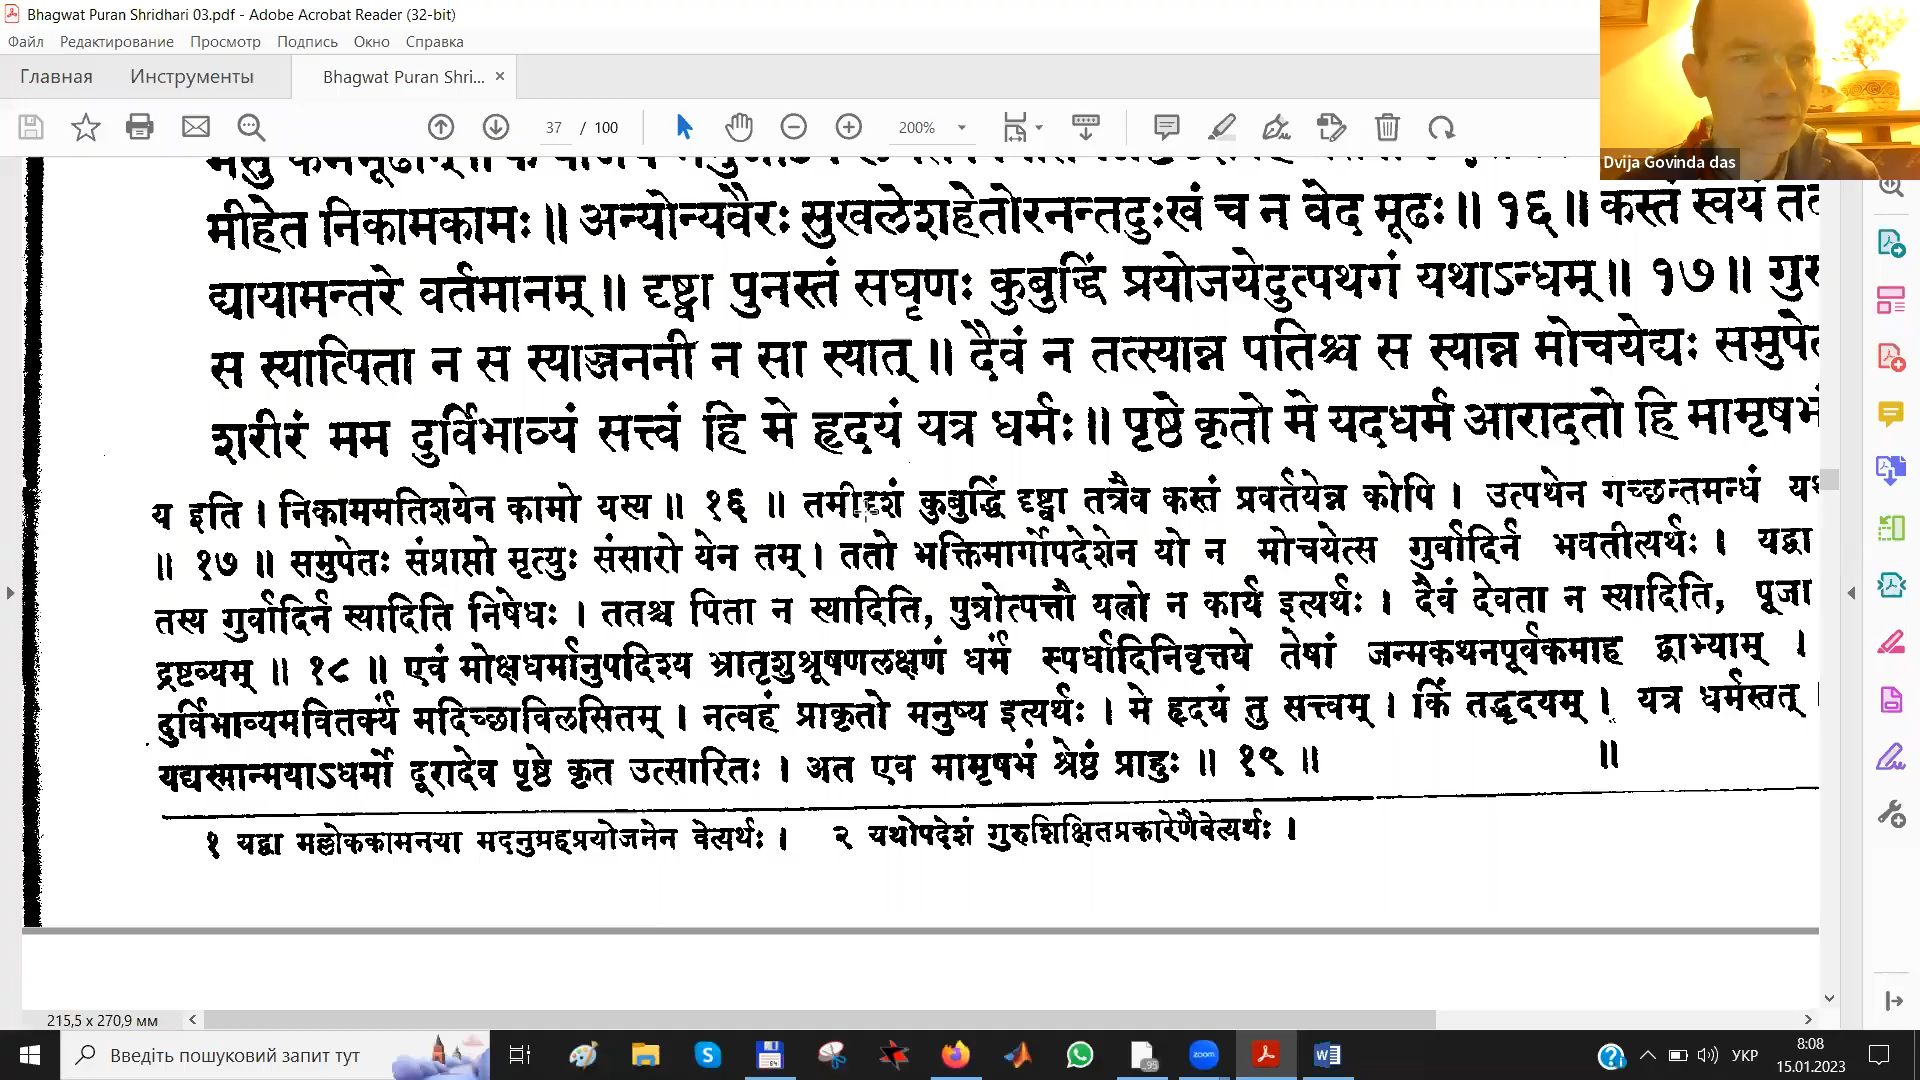 Bhagwat Puran Shridhari 03.pdf - Adobe Acrobat Reader (32-bit)
Файл Редактирование Просмотр Подпись Окно Справка
Главная Инструменты Bhagwat Puran Shri... ×
37 / 100 200%
Dvija Govinda das
मीहेत निकामकामः ॥ अन्योन्यवैरः सुखलेशहेतोरनन्तदुःखं च न वेद मूढः ॥ १६ ॥ कस्तं स्वयं
द्यायामन्तरे वर्तमानम् ॥ दृष्ट्वा पुनस्तं सघृणः कुबुद्धिं प्रयोजयेदुत्पथगं यथाऽन्धम् ॥ १७ ॥
स स्यात्पिता न स स्याज्जननी न सा स्यात् ॥ दैवं न तत्स्यान्न पतिश्च स स्यान्न मोचयेद्यः
शरीरं मम दुर्विभाव्यं सत्त्वं हि मे हृदयं यत्र धर्मः ॥ पृष्ठे कृतो मे यदधर्म आरादतो हि मामृषभं
य इति । निकाममतिशयेन कामो यस्य ॥ १६ ॥ तमीदृशं कुबुद्धिं दृष्ट्वा तत्रैव कस्तं प्रवर्तयेन्न कोपि । उत्पथेन गच्छन्तमन्धं
॥ १७ ॥ समुपेतः संप्राप्तो मृत्युः संसारो येन तम् । ततो भक्तिमार्गोपदेशेन यो न मोचयेत्स गुर्वादिर्न भवतीत्यर्थः । यद्वा
तस्य गुर्वादिर्न स्यादिति निषेधः । ततश्च पिता न स्यादिति, पुत्रोत्पत्तौ यत्नो न कार्य इत्यर्थः । दैवं देवता न स्यादिति, पूजा
द्रष्टव्यम् ॥ १८ ॥ एवं मोक्षधर्मानुपदिश्य भ्रातृशुश्रूषणलक्षणं धर्मं स्पर्धादिनिवृत्तये तेषां जन्मकथनपूर्वकमाह द्वाभ्याम् ।
दुर्विभाव्यमवितर्क्यं मदिच्छाविलसितम् । नत्वहं प्राकृतो मनुष्य इत्यर्थः । मे हृदयं तु सत्त्वम् । किं तद्धृदयम् । यत्र धर्मस्तत् ।
यद्यस्मान्मयाऽधर्मो दूरादेव पृष्ठे कृत उत्सारितः । अत एव मामृषभं श्रेष्ठं प्राहुः ॥ १९ ॥ ॥
१ यद्वा मल्लोककामनया मदनुग्रहप्रयोजनेन वेत्यर्थः । २ यथोपदेशं गुरुशिक्षितप्रकारेणैवेत्यर्थः ।
215,5 x 270,9 мм
Введіть пошуковий запит тут
zoom
УКР
8:08
15.01.2023